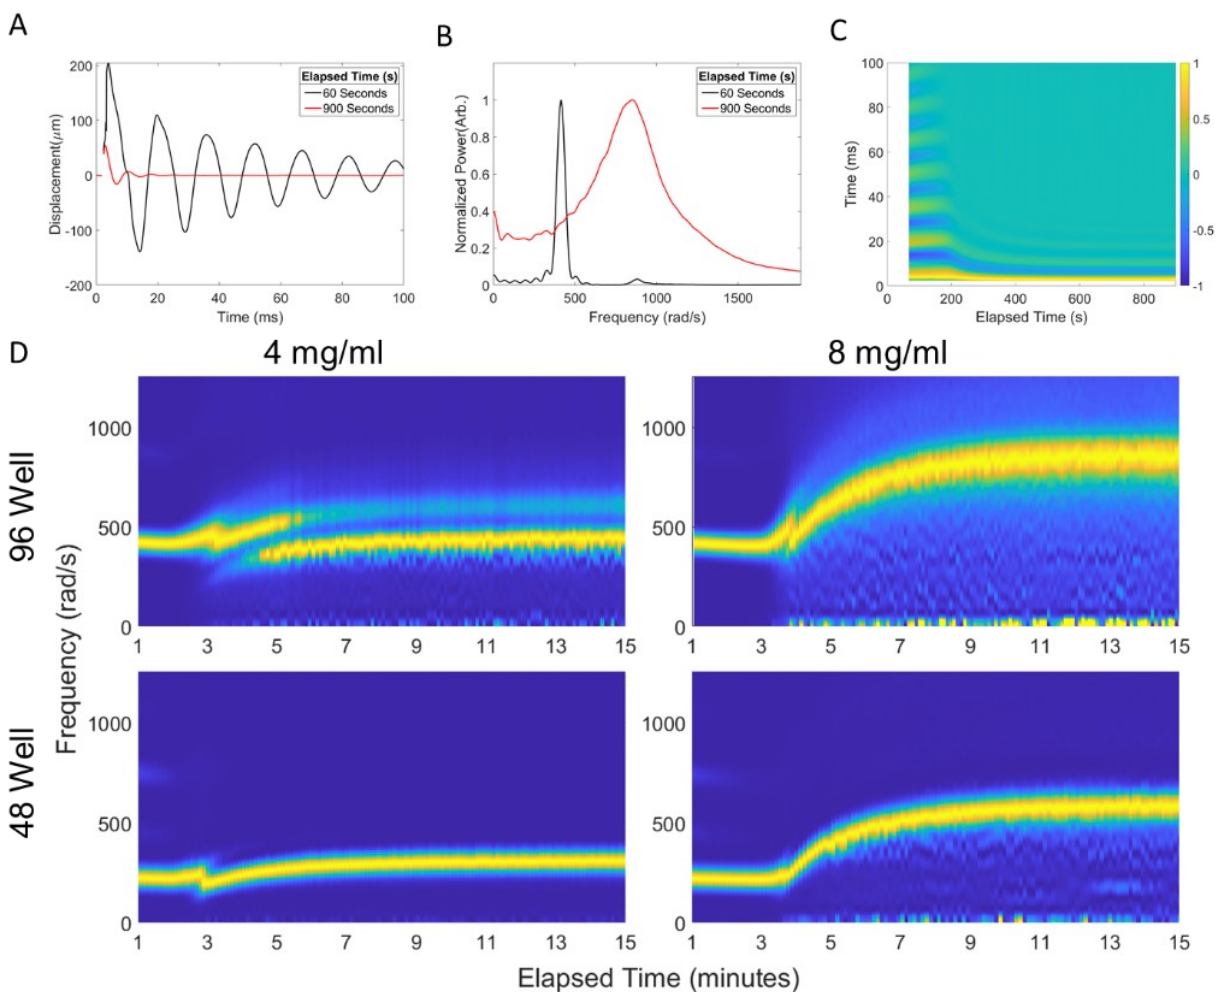 A
B
C
Elapsed Time (s)
60 Seconds
900 Seconds
200
100
0
-100
-200
Displacement(μm)
0 20 40 60 80 100
Time (ms)
Elapsed Time (s)
60 Seconds
900 Seconds
1
0.8
0.6
0.4
0.2
0
Normalized Power(Arb.)
0 500 1000 1500
Frequency (rad/s)
100
80
60
40
20
0
Time (ms)
0 200 400 600 800
Elapsed Time (s)
1
0.5
0
-0.5
-1
D
4 mg/ml 8 mg/ml
96 Well
1000
500
0
1 3 5 7 9 11 13 15
1000
500
0
1 3 5 7 9 11 13 15
Frequency (rad/s)
48 Well
1000
500
0
1 3 5 7 9 11 13 15
1000
500
0
1 3 5 7 9 11 13 15
Elapsed Time (minutes)